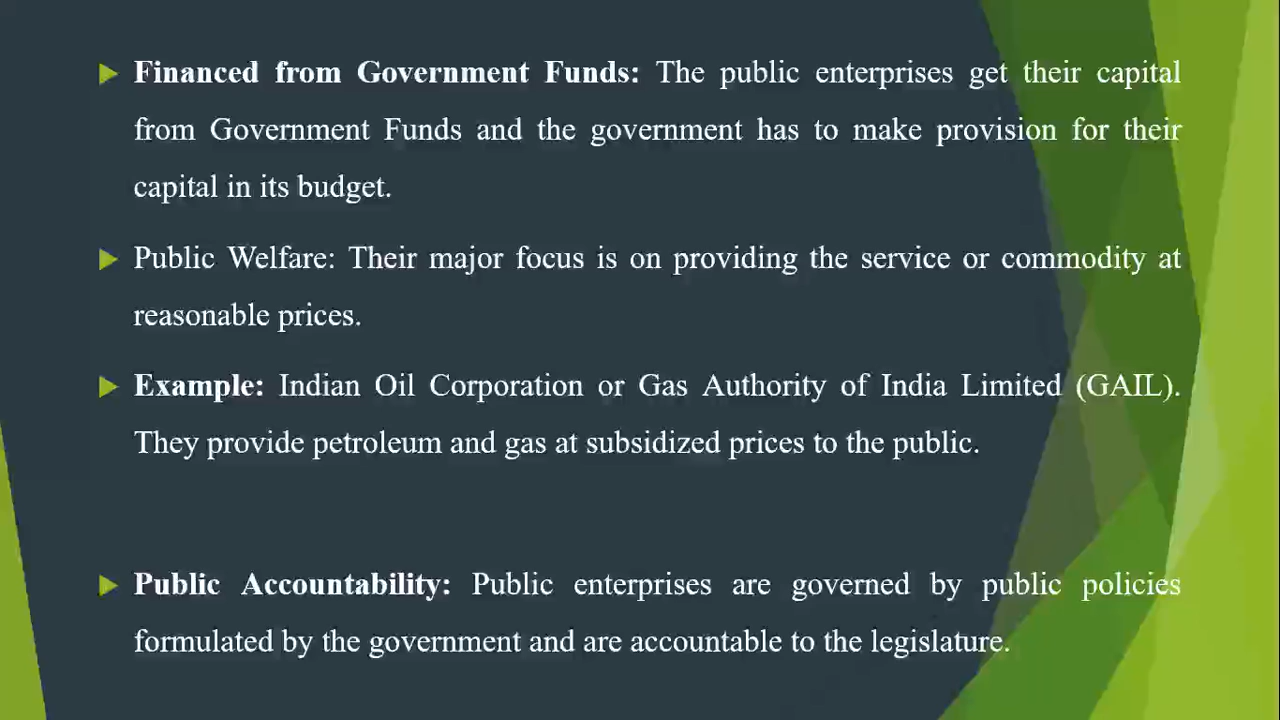 Financed from Government Funds: The public enterprises get their capital
from Government Funds and the government has to make provision for their
capital in its budget.
Public Welfare: Their major focus is on providing the service or commodity at
reasonable prices.
Example: Indian Oil Corporation or Gas Authority of India Limited (GAIL).
They provide petroleum and gas at subsidized prices to the public.
Public Accountability: Public enterprises are governed by public policies
formulated by the government and are accountable to the legislature.